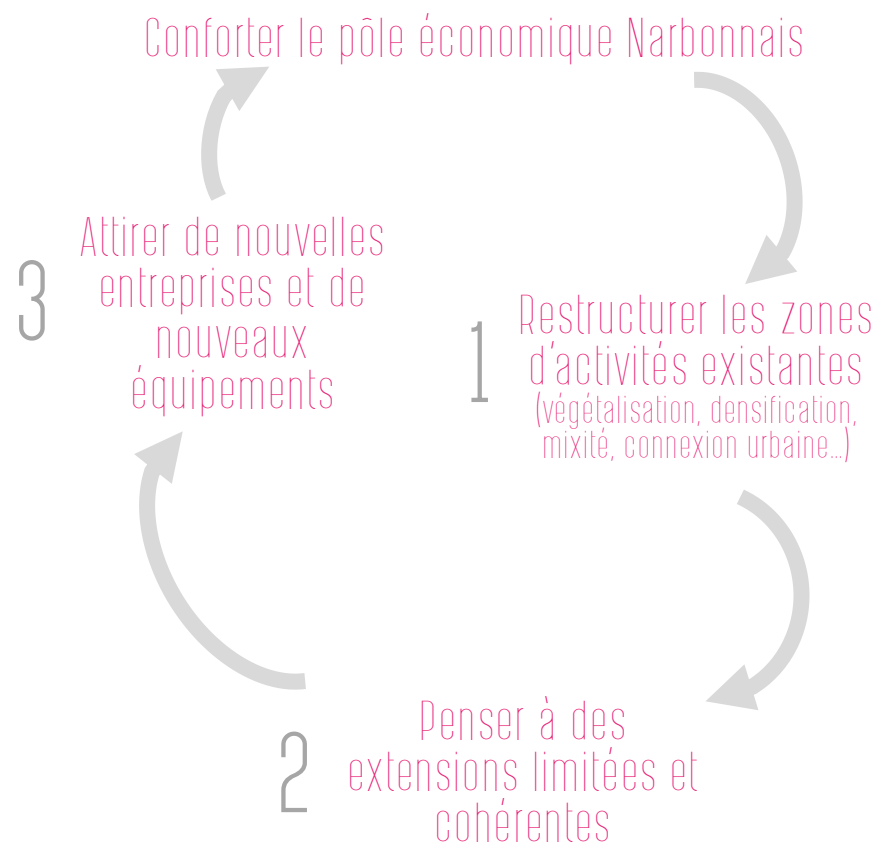 Conforter le pôle économique Narbonnais
1
Restructurer les zones
d'activités existantes
(végétalisation, densification,
mixité, connexion urbaine...)
2
Penser à des
extensions limitées et
cohérentes
3
Attirer de nouvelles
entreprises et de
nouveaux
équipements